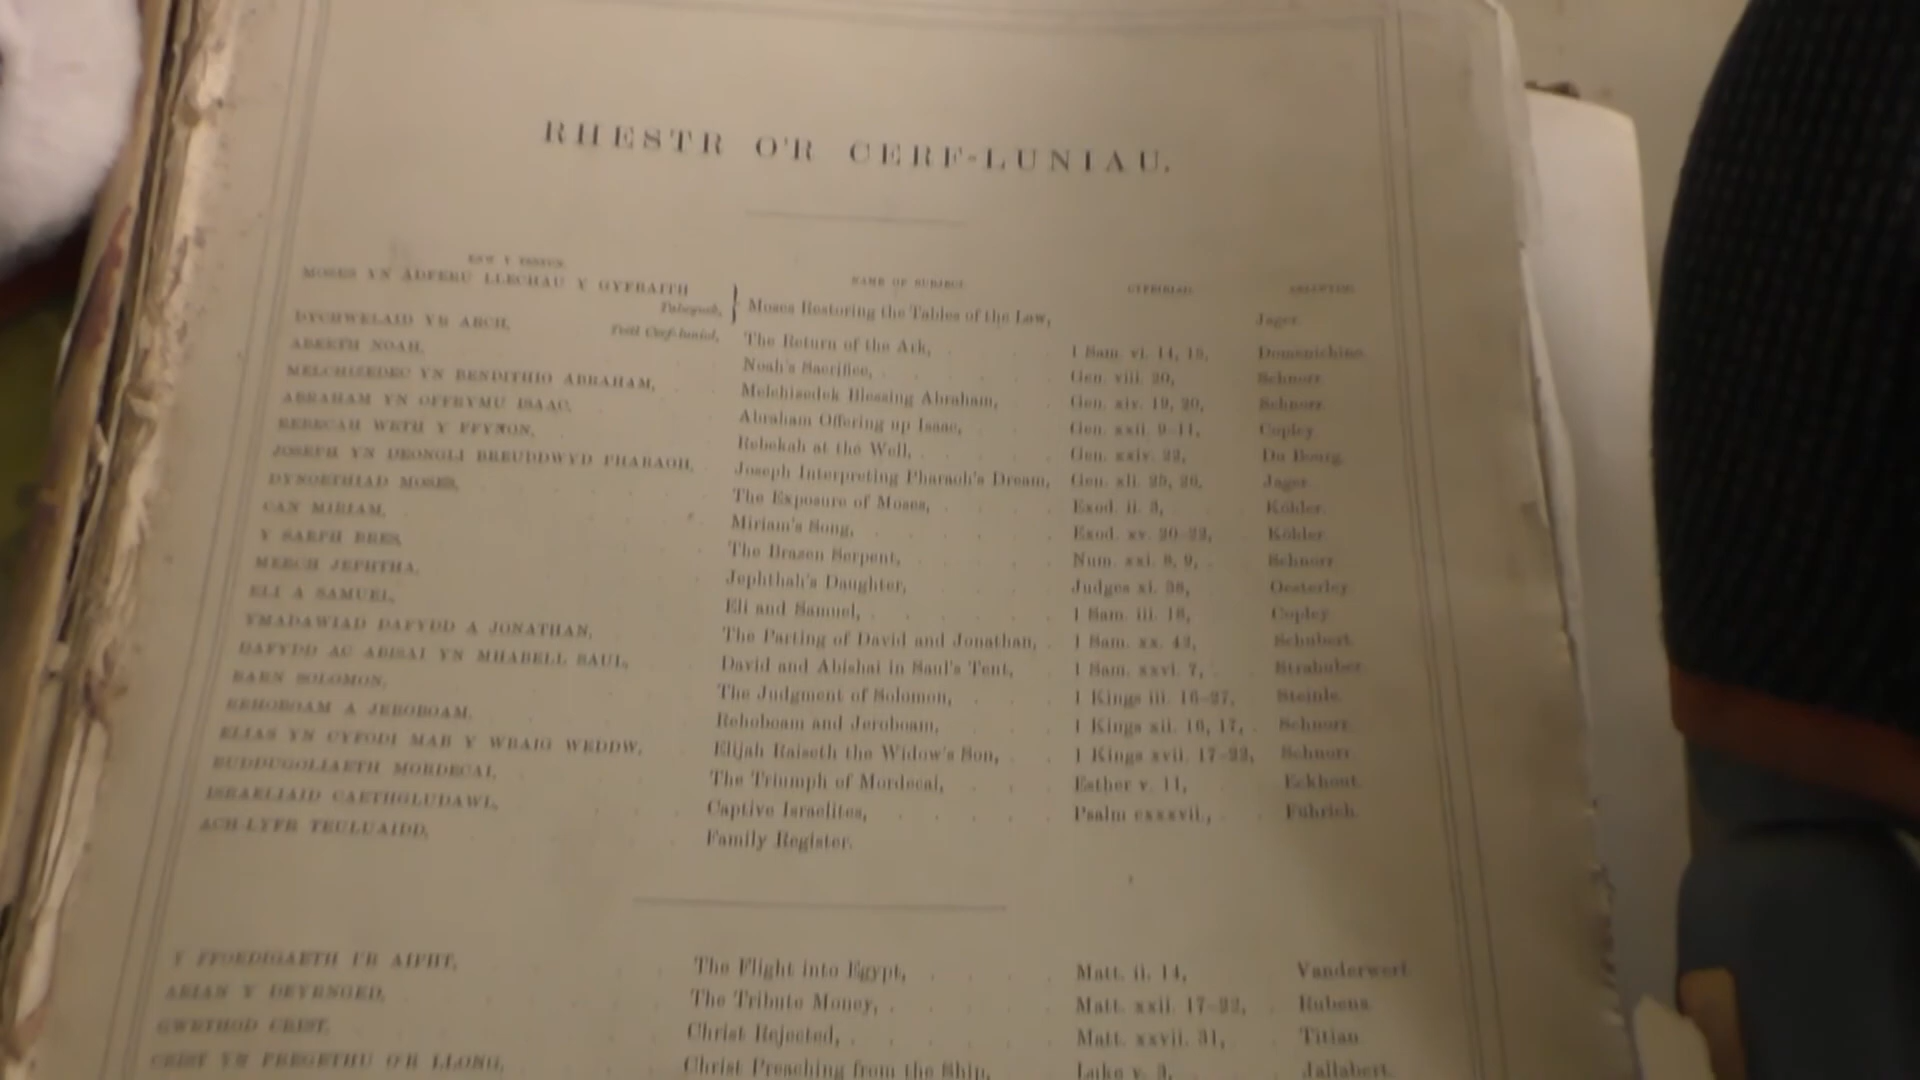 RHESTR O'R CERF-LUNIAU.
NAME OF SUBJECT.
MOSES YN ADFERU LLECHAU Y GYFRAITH } Moses Restoring the Tables of the Law, Jager.
DYCHWELAID YR ARCH, The Return of the Ark, 1 Sam. vi. 14, 15, Domenichino.
ABERTH NOAH, Noah's Sacrifice, Gen. viii. 20, Schnorr.
MELCHISEDEC YN BENDITHIO ABRAHAM, Melchisedek Blessing Abraham, Gen. xiv. 19, 20, Schnorr.
ABRAHAM YN OFFRYMU ISAAC, Abraham Offering up Isaac, Gen. xxii. 9-11, Copley.
REBECAH WRTH Y FFYNON, Rebekah at the Well, Gen. xxiv. 22, Du Bourg.
JOSEPH YN DEONGLI BREUDDWYD PHARAOH, Joseph Interpreting Pharaoh's Dream, Gen. xli. 25, 26, Jager.
DYNOETHIAD MOSES, The Exposure of Moses, Exod. ii. 3, Köhler.
CAN MIRIAM, Miriam's Song, Exod. xv. 20-22, Köhler.
Y SARPH BRES, The Brazen Serpent, Num. xxi. 8, 9, Schnorr.
MERCH JEPHTHA, Jephthah's Daughter, Judges xi. Oesterley.
ELI A SAMUEL, Eli and Samuel, 1 Sam. iii. 18, Copley.
YMADAWIAD DAFYDD A JONATHAN, The Parting of David and Jonathan, 1 Sam. xx. 42, Schubert.
DAFYDD AC ABISAI YN MHABELL SAUL, David and Abishai in Saul's Tent, 1 Sam. xxvi. 7, Strahuber.
BARN SOLOMON, The Judgment of Solomon, 1 Kings iii. 16-27, Steinle.
REHOBOAM A JEROBOAM, Rehoboam and Jeroboam, 1 Kings xii. 16, 17, Schnorr.
ELIAS YN CYFODI MAB Y WRAIG WEDDW, Elijah Raiseth the Widow's Son, 1 Kings xvii. 17-23, Schnorr.
BUDDUGOLIAETH MORDECAI, The Triumph of Mordecai, Esther v. 11, Eckhout.
ISRAELIAID CAETHGLUDAWL, Captive Israelites, Psalm cxxxvii., Führich.
ACH-LYFR TEULUAIDD, Family Register.
Y FFOEDIGAETH I'R AIPHT, The Flight into Egypt, Matt. ii. 14, Vanderwerf.
ARIAN Y DEYRNGED, The Tribute Money, Matt. xxii. 17-22, Rubens.
GWRTHOD CRIST, Christ Rejected, Matt. xxvii. 31, Titian.
CRIST YN PREGETHU O'R LLONG, Christ Preaching from the Ship, Luke v. 3, Jallabert.